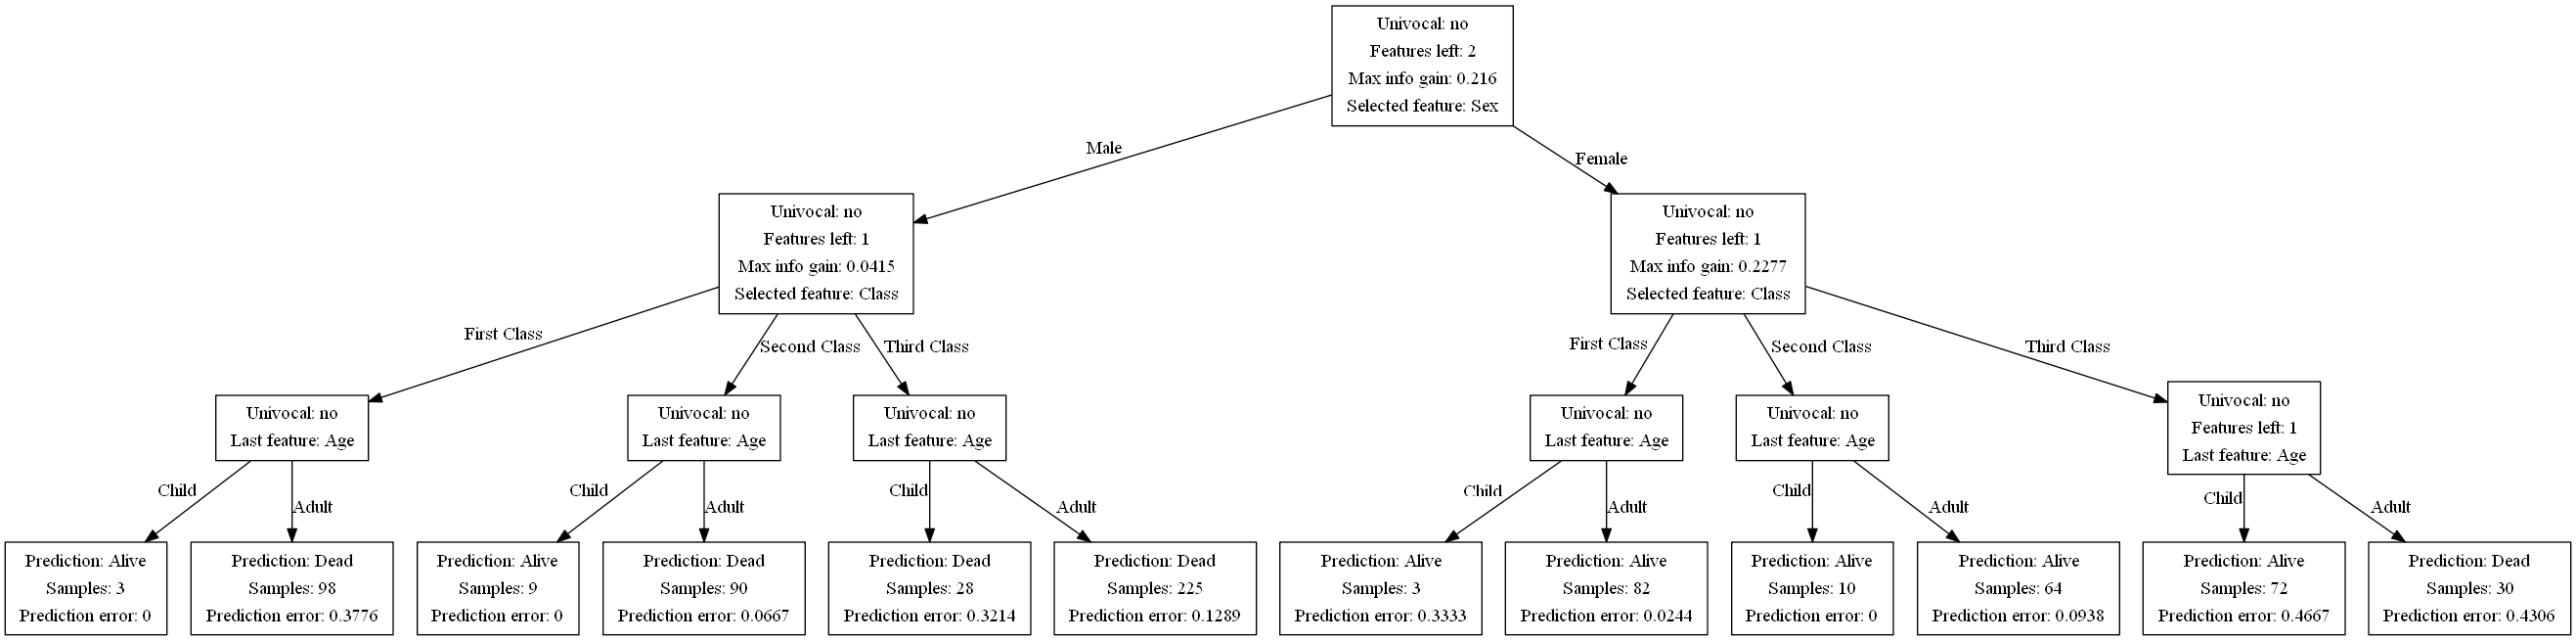 Univocal: no
Features left: 2
Max info gain: 0.216
Selected feature: Sex
Male
Female
Univocal: no
Features left: 1
Max info gain: 0.0415
Selected feature: Class
Univocal: no
Features left: 1
Max info gain: 0.2277
Selected feature: Class
First Class
Second Class
Third Class
First Class
Second Class
Third Class
Univocal: no
Last feature: Age
Univocal: no
Last feature: Age
Univocal: no
Last feature: Age
Univocal: no
Last feature: Age
Univocal: no
Last feature: Age
Univocal: no
Features left: 1
Last feature: Age
Child
Adult
Child
Adult
Child
Adult
Child
Adult
Child
Adult
Child
Adult
Prediction: Alive
Samples: 3
Prediction error: 0
Prediction: Dead
Samples: 98
Prediction error: 0.3776
Prediction: Alive
Samples: 9
Prediction error: 0
Prediction: Dead
Samples: 90
Prediction error: 0.0667
Prediction: Dead
Samples: 28
Prediction error: 0.3214
Prediction: Dead
Samples: 225
Prediction error: 0.1289
Prediction: Alive
Samples: 3
Prediction error: 0.3333
Prediction: Alive
Samples: 82
Prediction error: 0.0244
Prediction: Alive
Samples: 10
Prediction error: 0
Prediction: Alive
Samples: 64
Prediction error: 0.0938
Prediction: Alive
Samples: 72
Prediction error: 0.4667
Prediction: Dead
Samples: 30
Prediction error: 0.4306